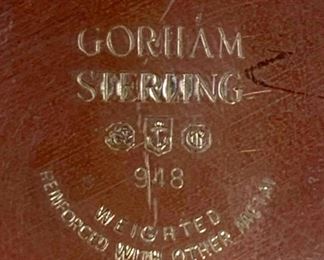 GORHAM
STERLING
948
WEIGHTED
REINFORCED WITH OTHER METAL